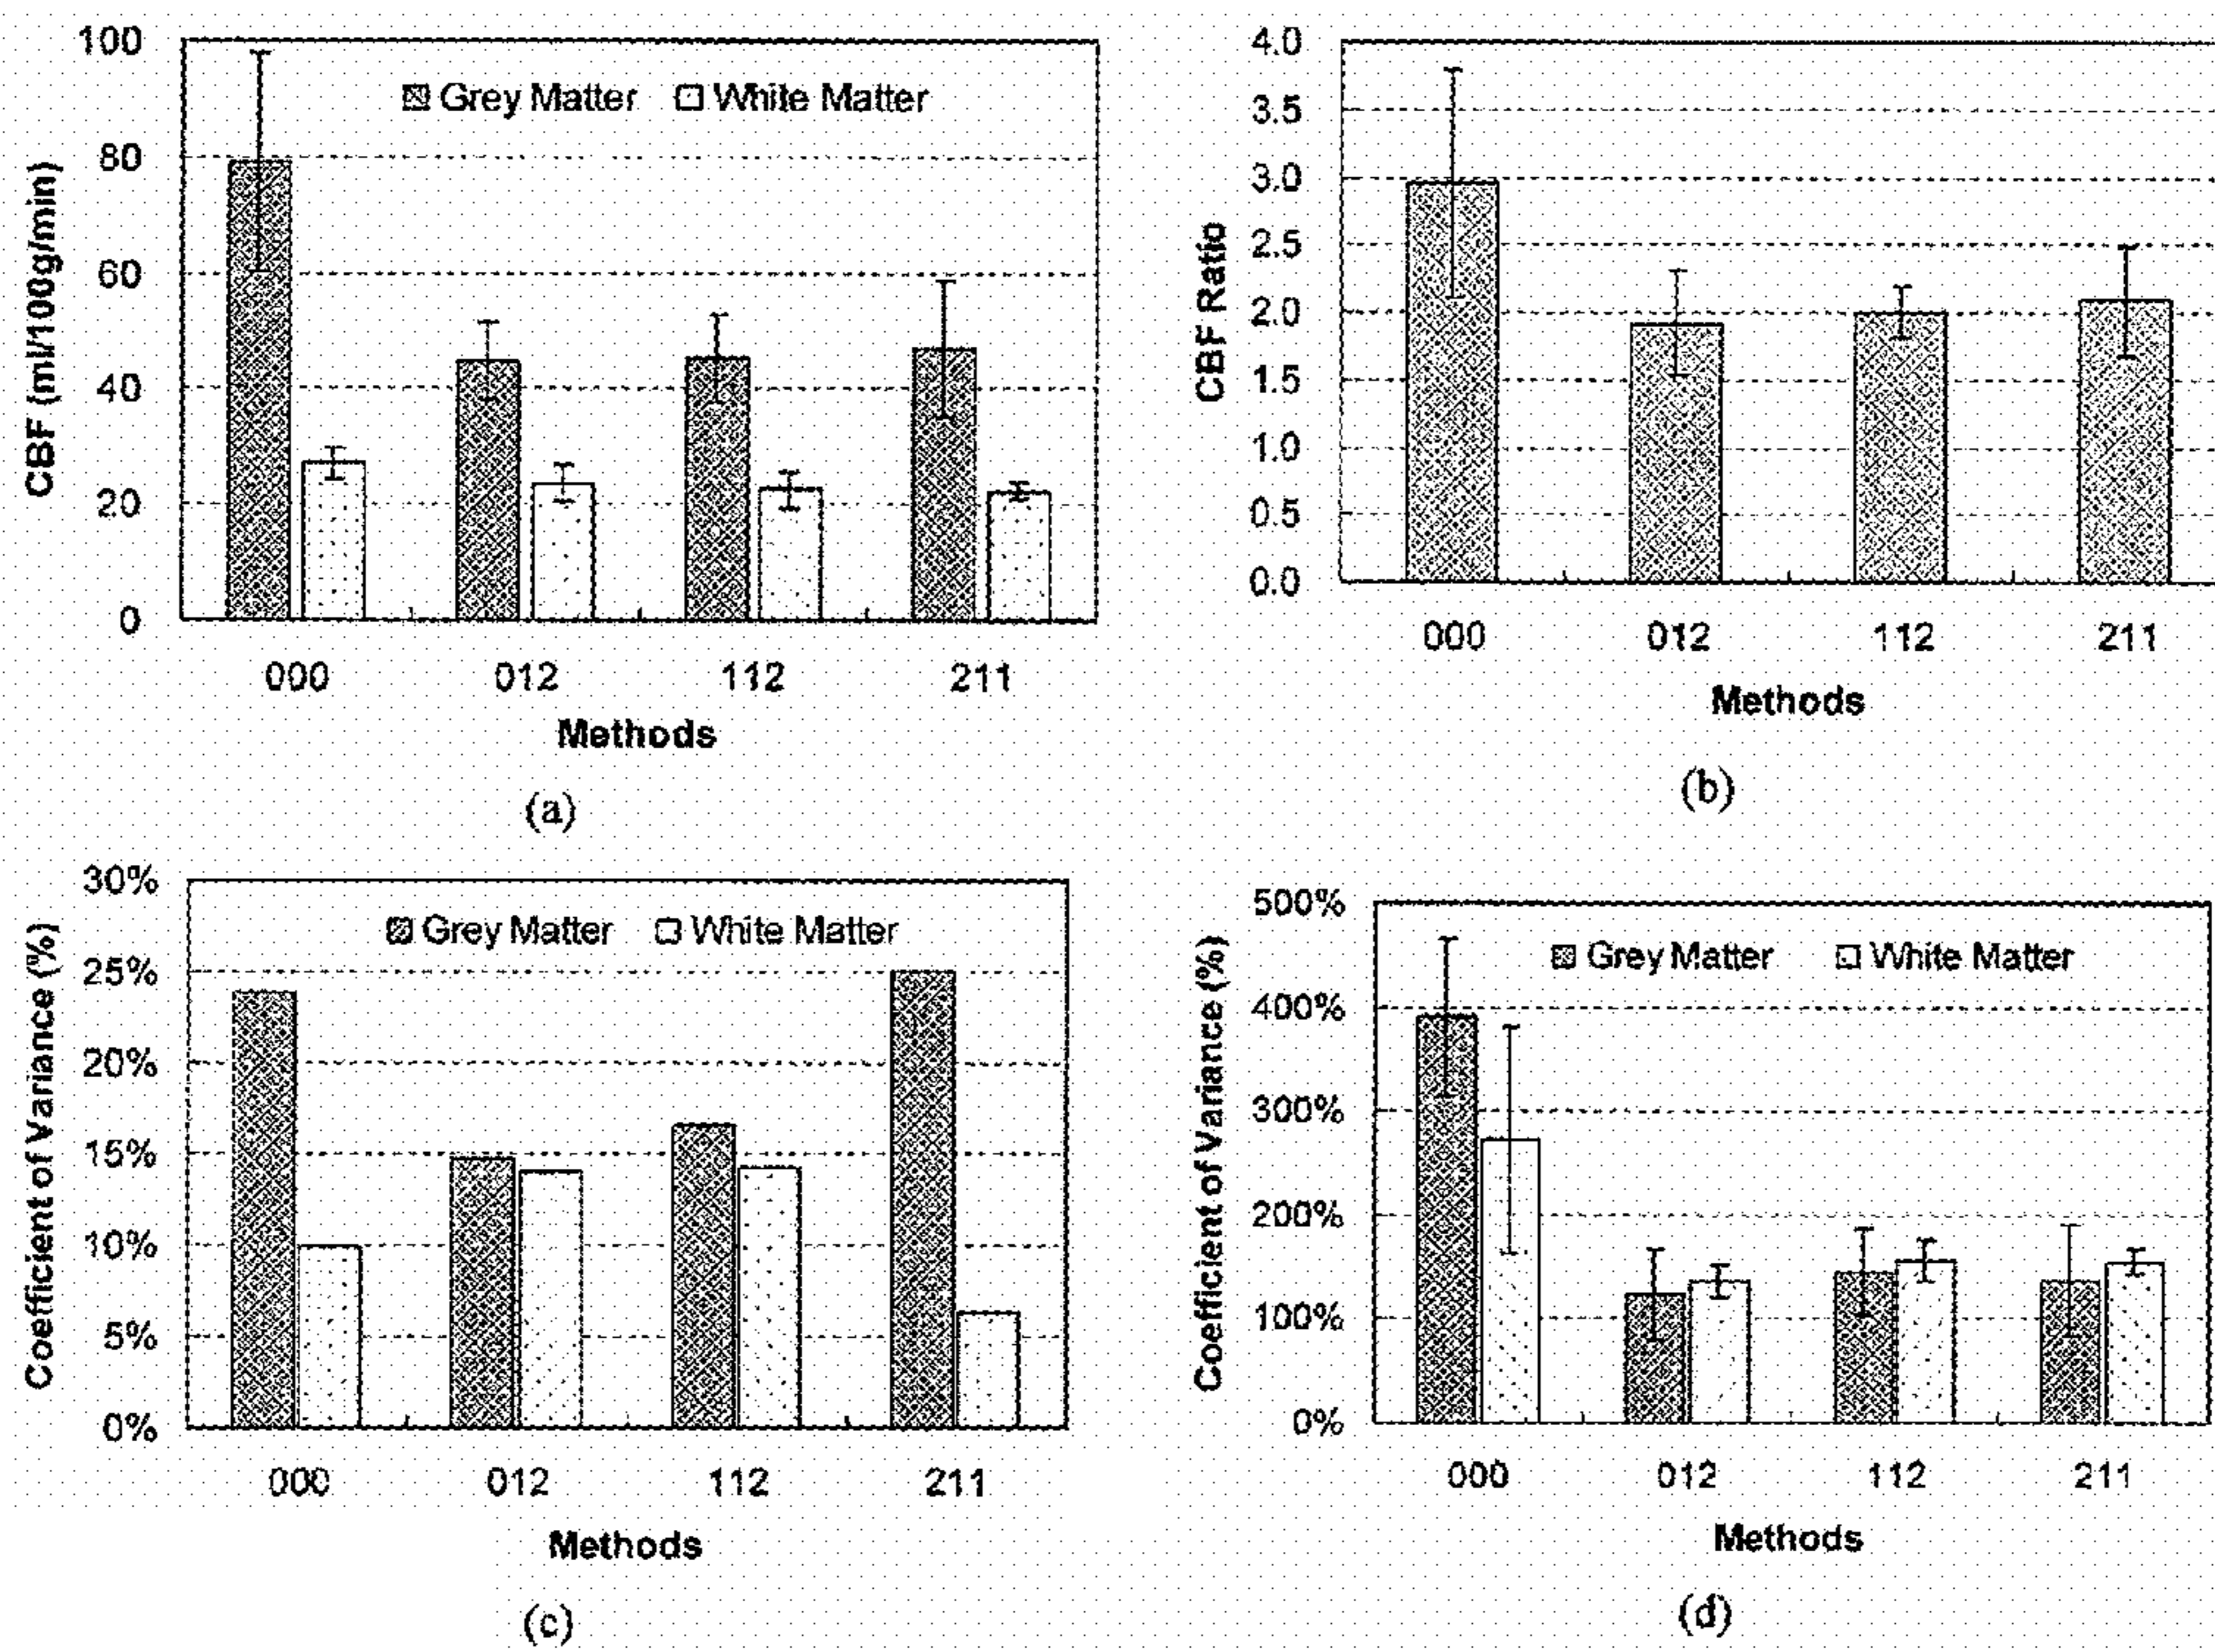 100
80
60
40
20
0
CBF (ml/100g/min)
Grey Matter White Matter
000 012 112 211
Methods
(a)
4.0
3.5
3.0
2.5
2.0
1.5
1.0
0.5
0.0
CBF Ratio
000 012 112 211
Methods
(b)
30%
25%
20%
15%
10%
5%
0%
Coefficient of Variance (%)
Grey Matter White Matter
000 012 112 211
Methods
(c)
500%
400%
300%
200%
100%
0%
Coefficient of Variance (%)
Grey Matter White Matter
000 012 112 211
Methods
(d)